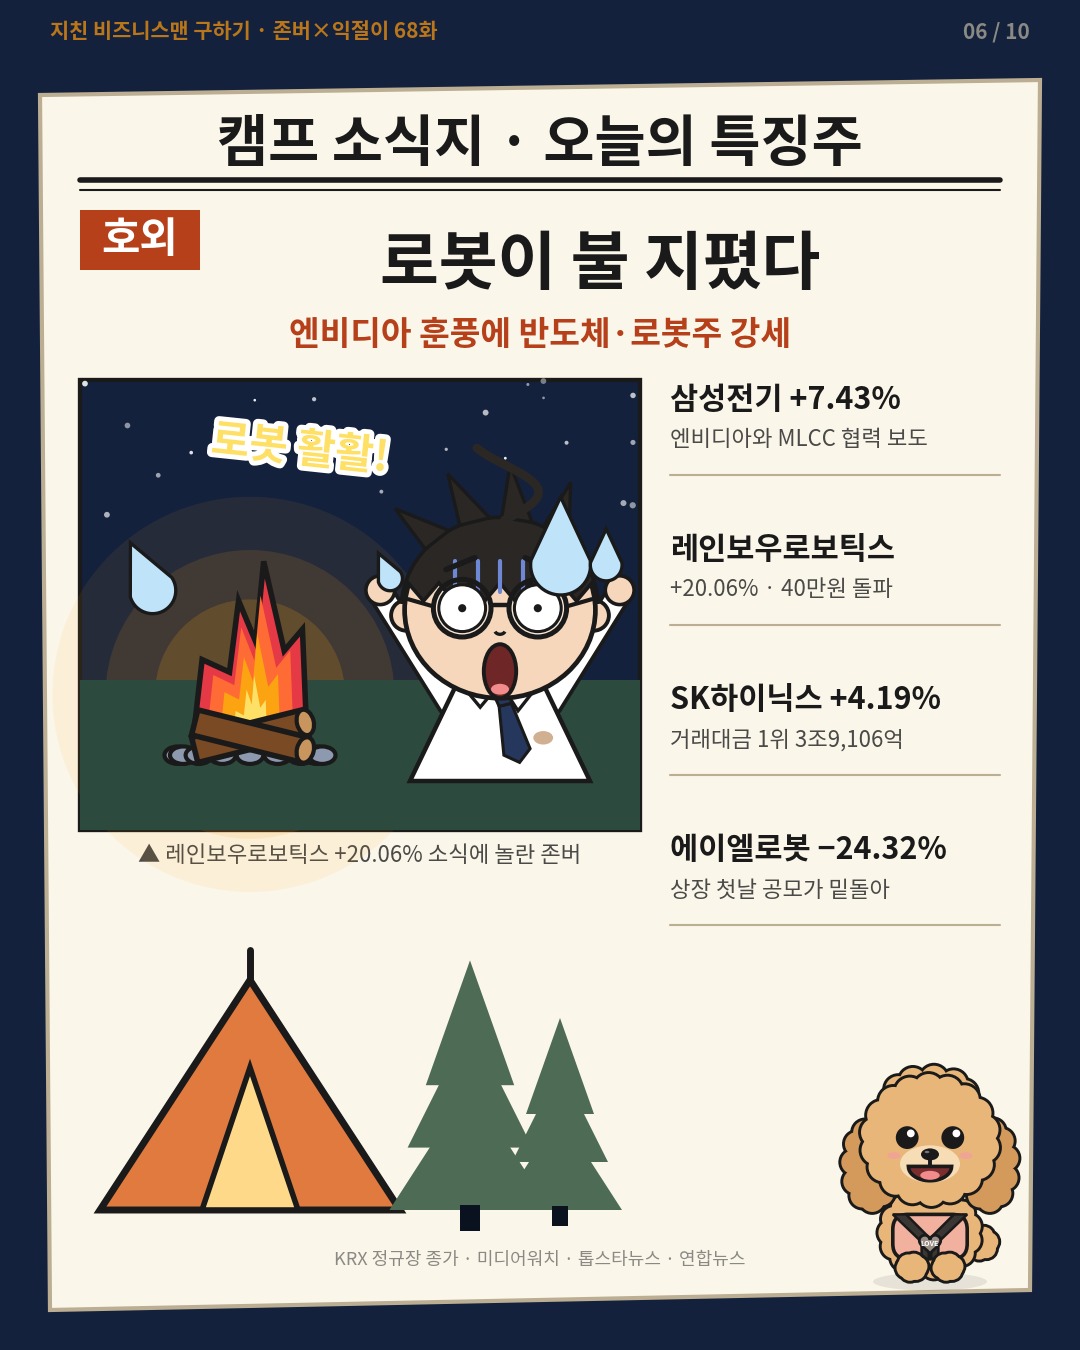 지친 비즈니스맨 구하기 · 존버×익절이 68화
06 / 10
캠프 소식지 · 오늘의 특징주
호외
로봇이 불 지폈다
엔비디아 훈풍에 반도체·로봇주 강세
로봇 활활!
▲ 레인보우로보틱스 +20.06% 소식에 놀란 존버
삼성전기 +7.43%
엔비디아와 MLCC 협력 보도
레인보우로보틱스
+20.06% · 40만원 돌파
SK하이닉스 +4.19%
거래대금 1위 3조9,106억
에이엘로봇 −24.32%
상장 첫날 공모가 밑돌아
LOVE
KRX 정규장 종가 · 미디어워치 · 톱스타뉴스 · 연합뉴스